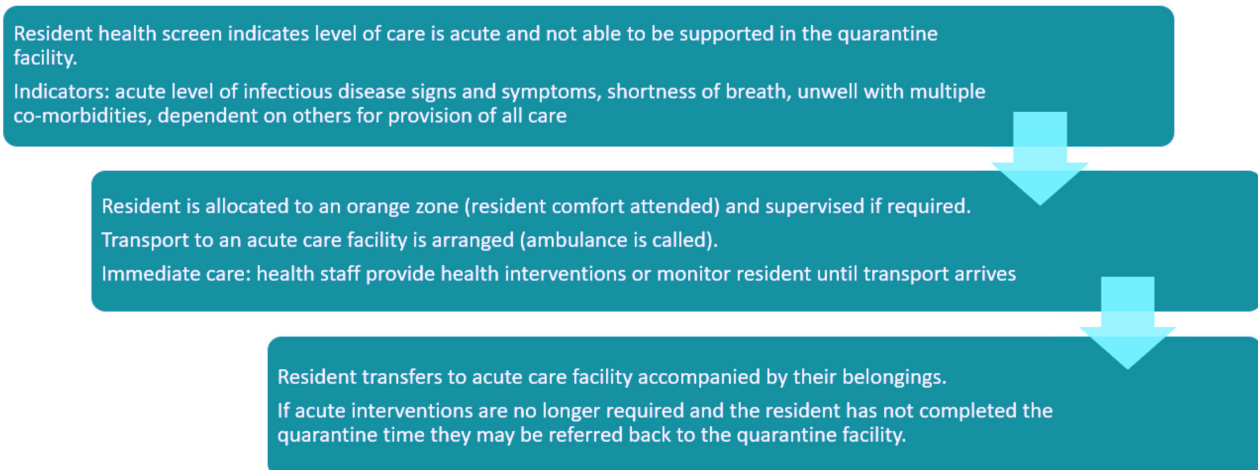 Resident health screen indicates level of care is acute and not able to be supported in the quarantine
facility.
Indicators: acute level of infectious disease signs and symptoms, shortness of breath, unwell with multiple
co-morbidities, dependent on others for provision of all care
Resident is allocated to an orange zone (resident comfort attended) and supervised if required.
Transport to an acute care facility is arranged (ambulance is called).
Immediate care: health staff provide health interventions or monitor resident until transport arrives
Resident transfers to acute care facility accompanied by their belongings.
If acute interventions are no longer required and the resident has not completed the
quarantine time they may be referred back to the quarantine facility.